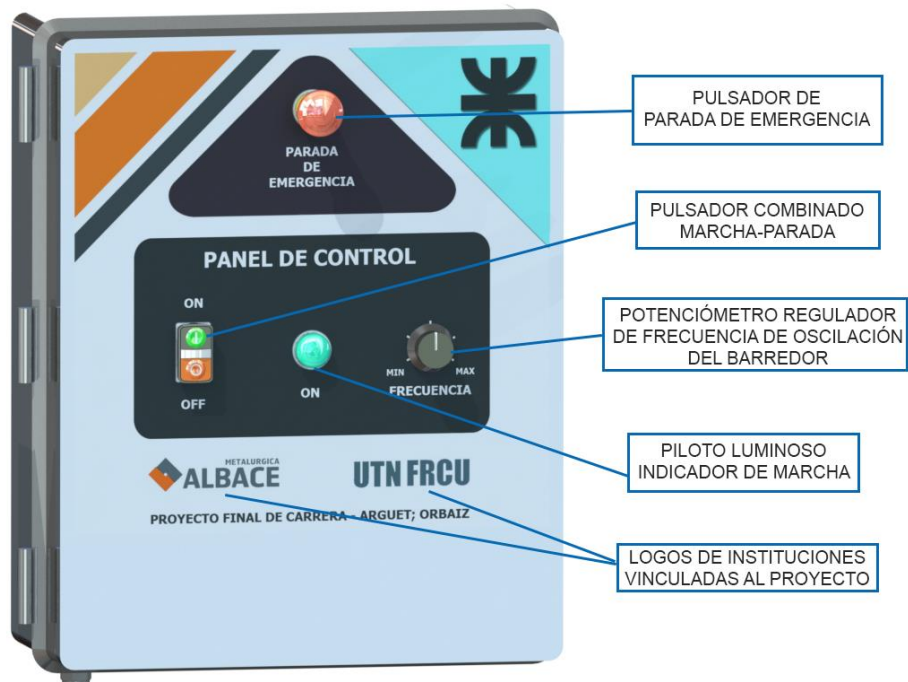 PARADA
DE
EMERGENCIA
PANEL DE CONTROL
ON
OFF
ON
MIN
MAX
FRECUENCIA
METALURGICA
ALBACE
UTN FRCU
PROYECTO FINAL DE CARRERA - ARGUET; ORBAIZ
PULSADOR DE
PARADA DE EMERGENCIA
PULSADOR COMBINADO
MARCHA-PARADA
POTENCIÓMETRO REGULADOR
DE FRECUENCIA DE OSCILACIÓN
DEL BARREDOR
PILOTO LUMINOSO
INDICADOR DE MARCHA
LOGOS DE INSTITUCIONES
VINCULADAS AL PROYECTO